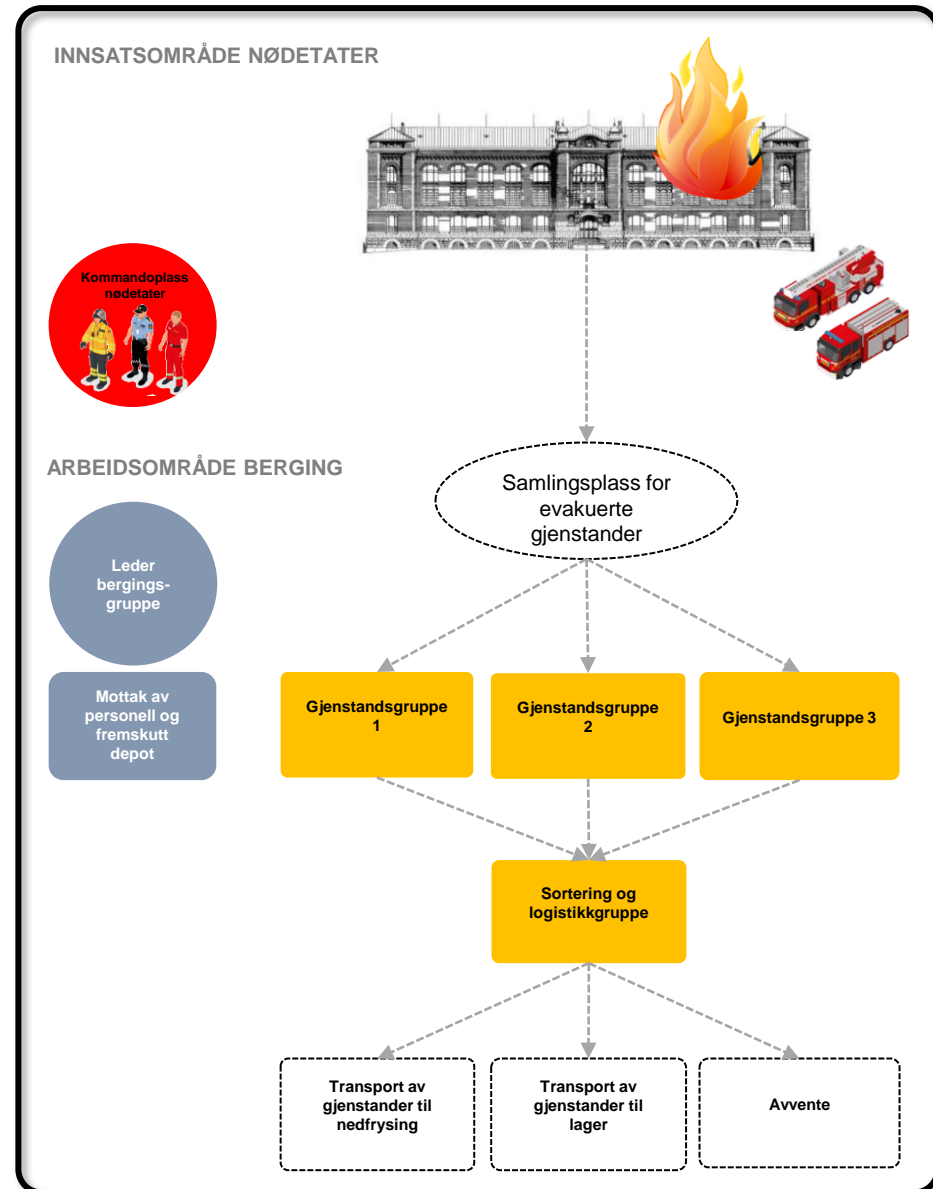 INNSATSOMRÅDE NØDETATER
Kommandoplass
nødetater
ARBEIDSOMRÅDE BERGING
Samlingsplass for
evakuerte
gjenstander
Leder
bergings-
gruppe
Mottak av
personell og
fremskutt
depot
Gjenstandsgruppe
1
Gjenstandsgruppe
2
Gjenstandsgruppe 3
Sortering og
logistikkgruppe
Transport av
gjenstander til
nedfrysing
Transport av
gjenstander til
lager
Avvente